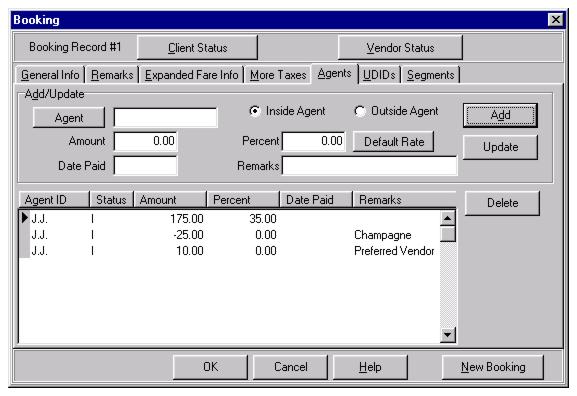 Booking
Booking Record #1 Client Status Vendor Status
General Info Remarks Expanded Fare Info More Taxes Agents UDIDs Segments
Add/Update
Agent Inside Agent Outside Agent Add
Amount 0.00 Percent 0.00 Default Rate Update
Date Paid Remarks
Agent ID Status Amount Percent Date Paid Remarks Delete
J.J. I 175.00 35.00
J.J. I -25.00 0.00 Champagne
J.J. I 10.00 0.00 Preferred Vendor
OK Cancel Help New Booking